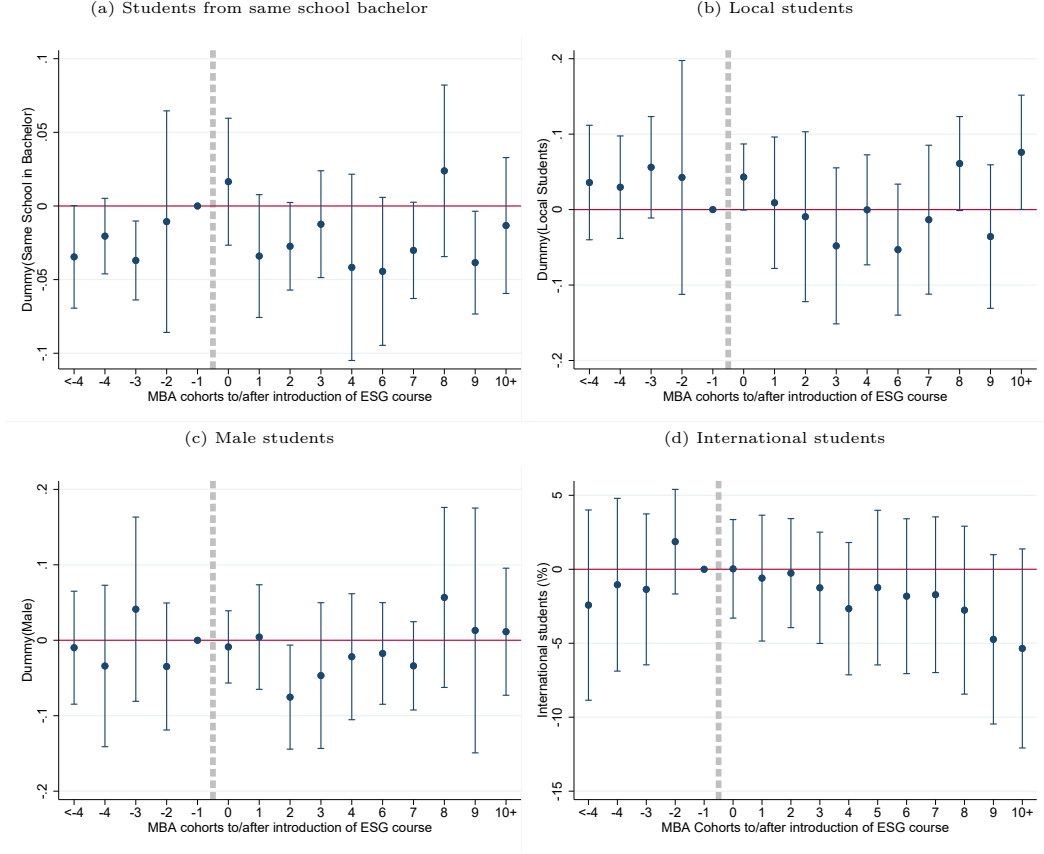 (a) Students from same school bachelor
Dummy(Same School in Bachelor)
.1
.05
0
-.05
-.1
<-4 -4 -3 -2 -1 0 1 2 3 4 6 7 8 9 10+
MBA cohorts to/after introduction of ESG course
(b) Local students
Dummy(Local Students)
.2
.1
0
-.1
-.2
<-4 -4 -3 -2 -1 0 1 2 3 4 6 7 8 9 10+
MBA cohorts to/after introduction of ESG course
(c) Male students
Dummy(Male)
.2
.1
0
-.1
-.2
<-4 -4 -3 -2 -1 0 1 2 3 4 6 7 8 9 10+
MBA cohorts to/after introduction of ESG course
(d) International students
International students (\%)
5
0
-5
-10
-15
<-4 -4 -3 -2 -1 0 1 2 3 4 5 6 7 8 9 10+
MBA Cohorts to/after introduction of ESG course